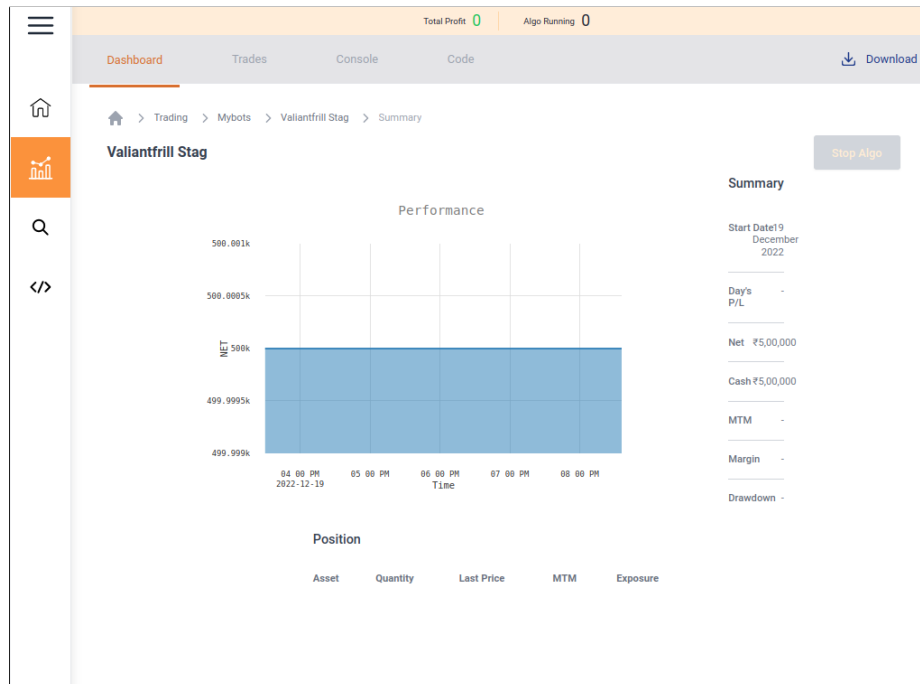 Total Profit 0 Algo Running 0
Dashboard Trades Console Code Download
> Trading > Mybots > Valiantfrill Stag > Summary
Valiantfrill Stag
Stop Algo
Performance
500.001k
500.0005k
500k
499.9995k
499.999k
NET
04 00 PM 05 00 PM 06 00 PM 07 00 PM 08 00 PM
2022-12-19
Time
Summary
Start Date 19
December
2022
Day's -
P/L
Net ₹5,00,000
Cash ₹5,00,000
MTM -
Margin -
Drawdown -
Position
Asset Quantity Last Price MTM Exposure